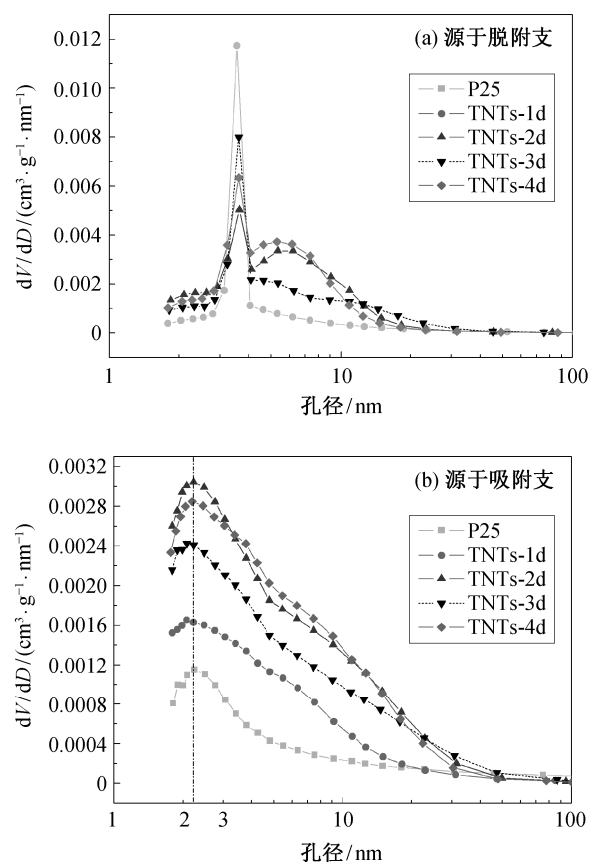 (a) 源于脱附支
0.012
0.010
0.008
0.006
0.004
0.002
0
dV/dD/(cm³·g⁻¹·nm⁻¹)
P25
TNTs-1d
TNTs-2d
TNTs-3d
TNTs-4d
1 10 100
孔径/nm
(b) 源于吸附支
0.0032
0.0028
0.0024
0.0020
0.0016
0.0012
0.0008
0.0004
0
dV/dD/(cm³·g⁻¹·nm⁻¹)
P25
TNTs-1d
TNTs-2d
TNTs-3d
TNTs-4d
1 2 3 10 100
孔径/nm